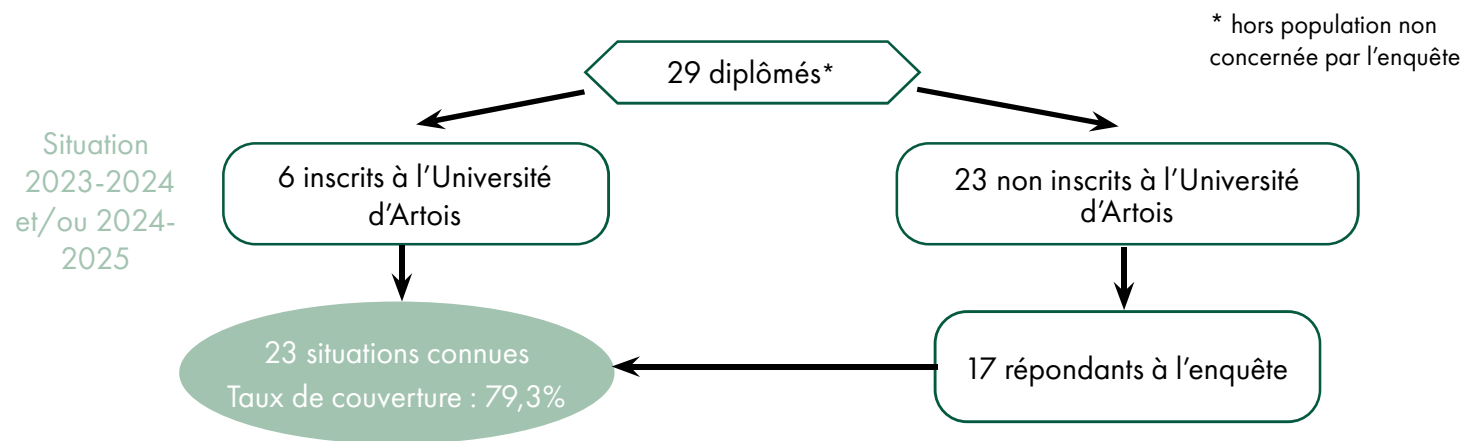 * hors population non
concernée par l'enquête
29 diplômés*
Situation
2023-2024
et/ou 2024-
2025
6 inscrits à l'Université
d'Artois
23 non inscrits à l'Université
d'Artois
23 situations connues
Taux de couverture : 79,3%
17 répondants à l'enquête